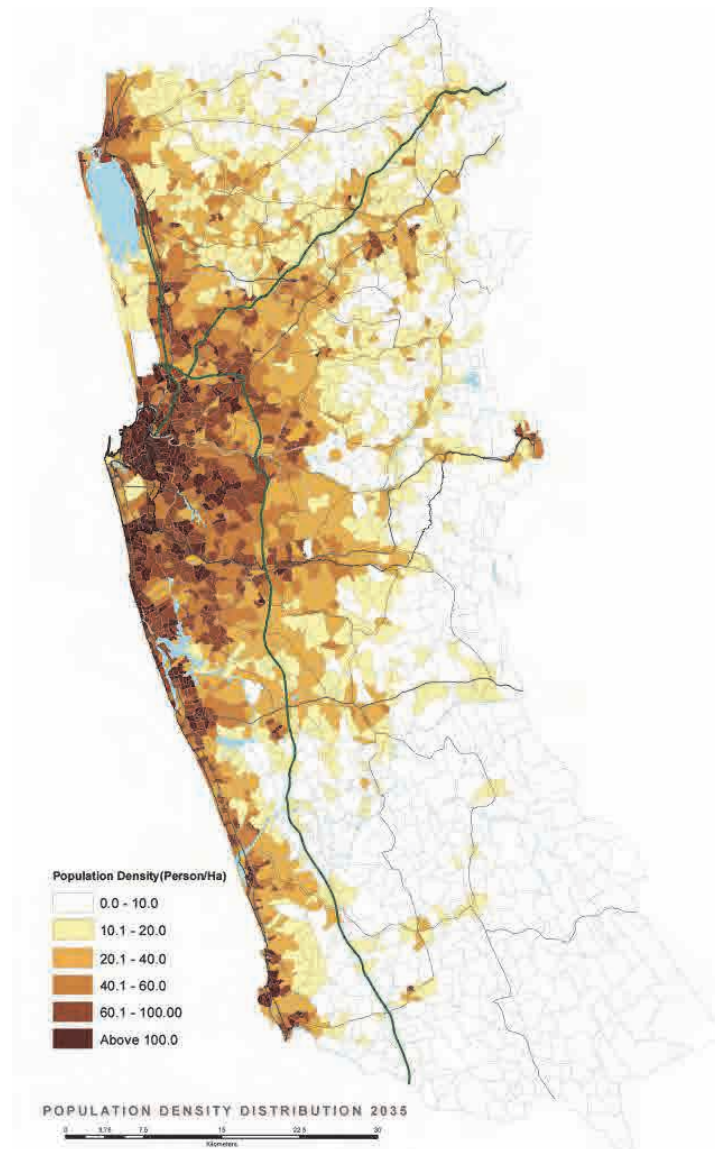 Population Density(Person/Ha)
0.0 - 10.0
10.1 - 20.0
20.1 - 40.0
40.1 - 60.0
60.1 - 100.00
Above 100.0
POPULATION DENSITY DISTRIBUTION 2035
0 3.75 7.5 15 22.5 30
Kilometers